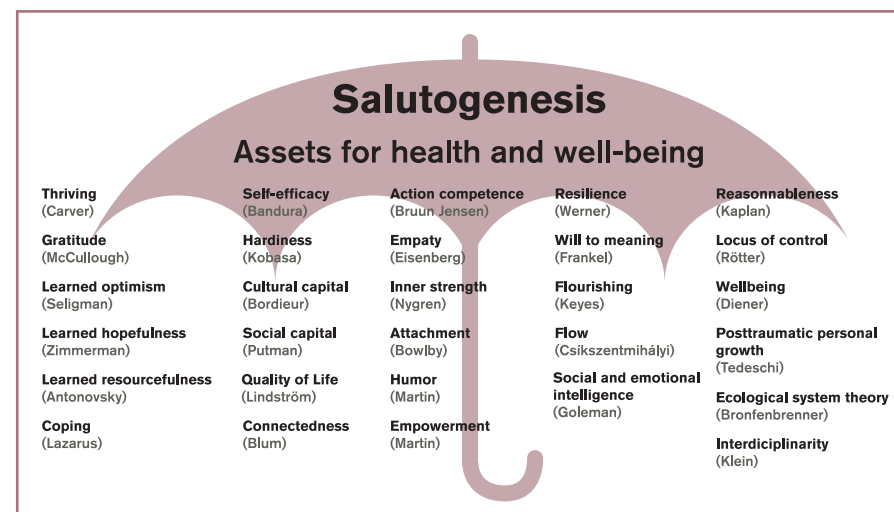 Salutogenesis
Assets for health and well-being
Thriving
(Carver)
Gratitude
(McCullough)
Learned optimism
(Seligman)
Learned hopefulness
(Zimmerman)
Learned resourcefulness
(Antonovsky)
Coping
(Lazarus)
Self-efficacy
(Bandura)
Hardiness
(Kobasa)
Cultural capital
(Bordieur)
Social capital
(Putman)
Quality of Life
(Lindström)
Connectedness
(Blum)
Action competence
(Bruun Jensen)
Empaty
(Eisenberg)
Inner strength
(Nygren)
Attachment
(Bowlby)
Humor
(Martin)
Empowerment
(Martin)
Resilience
(Werner)
Will to meaning
(Frankel)
Flourishing
(Keyes)
Flow
(Csíkszentmihályi)
Social and emotional
intelligence
(Goleman)
Reasonnableness
(Kaplan)
Locus of control
(Rötter)
Wellbeing
(Diener)
Posttraumatic personal
growth
(Tedeschi)
Ecological system theory
(Bronfenbrenner)
Interdiciplinarity
(Klein)